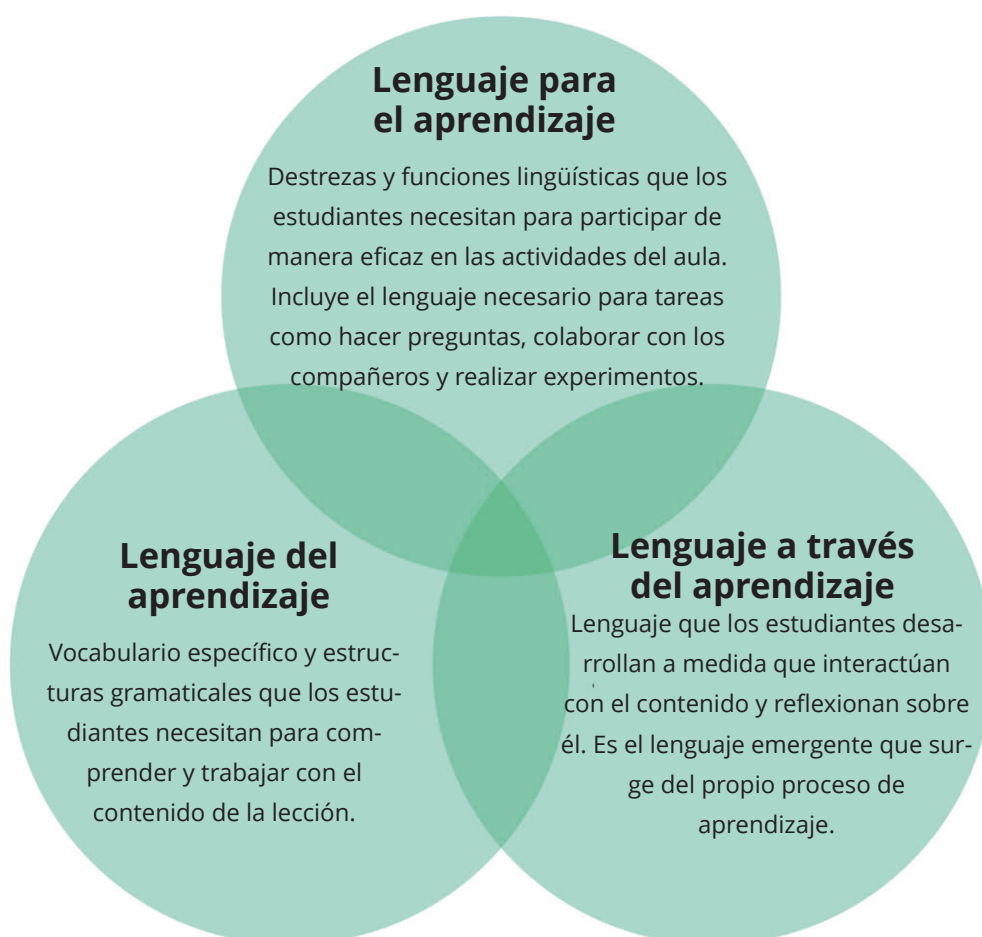 Lenguaje para
el aprendizaje
Destrezas y funciones lingüísticas que los
estudiantes necesitan para participar de
manera eficaz en las actividades del aula.
Incluye el lenguaje necesario para tareas
como hacer preguntas, colaborar con los
compañeros y realizar experimentos.
Lenguaje del
aprendizaje
Vocabulario específico y estruc-
turas gramaticales que los estu-
diantes necesitan para com-
prender y trabajar con el
contenido de la lección.
Lenguaje a través
del aprendizaje
Lenguaje que los estudiantes desa-
rrollan a medida que interactúan
con el contenido y reflexionan sobre
él. Es el lenguaje emergente que sur-
ge del propio proceso de
aprendizaje.